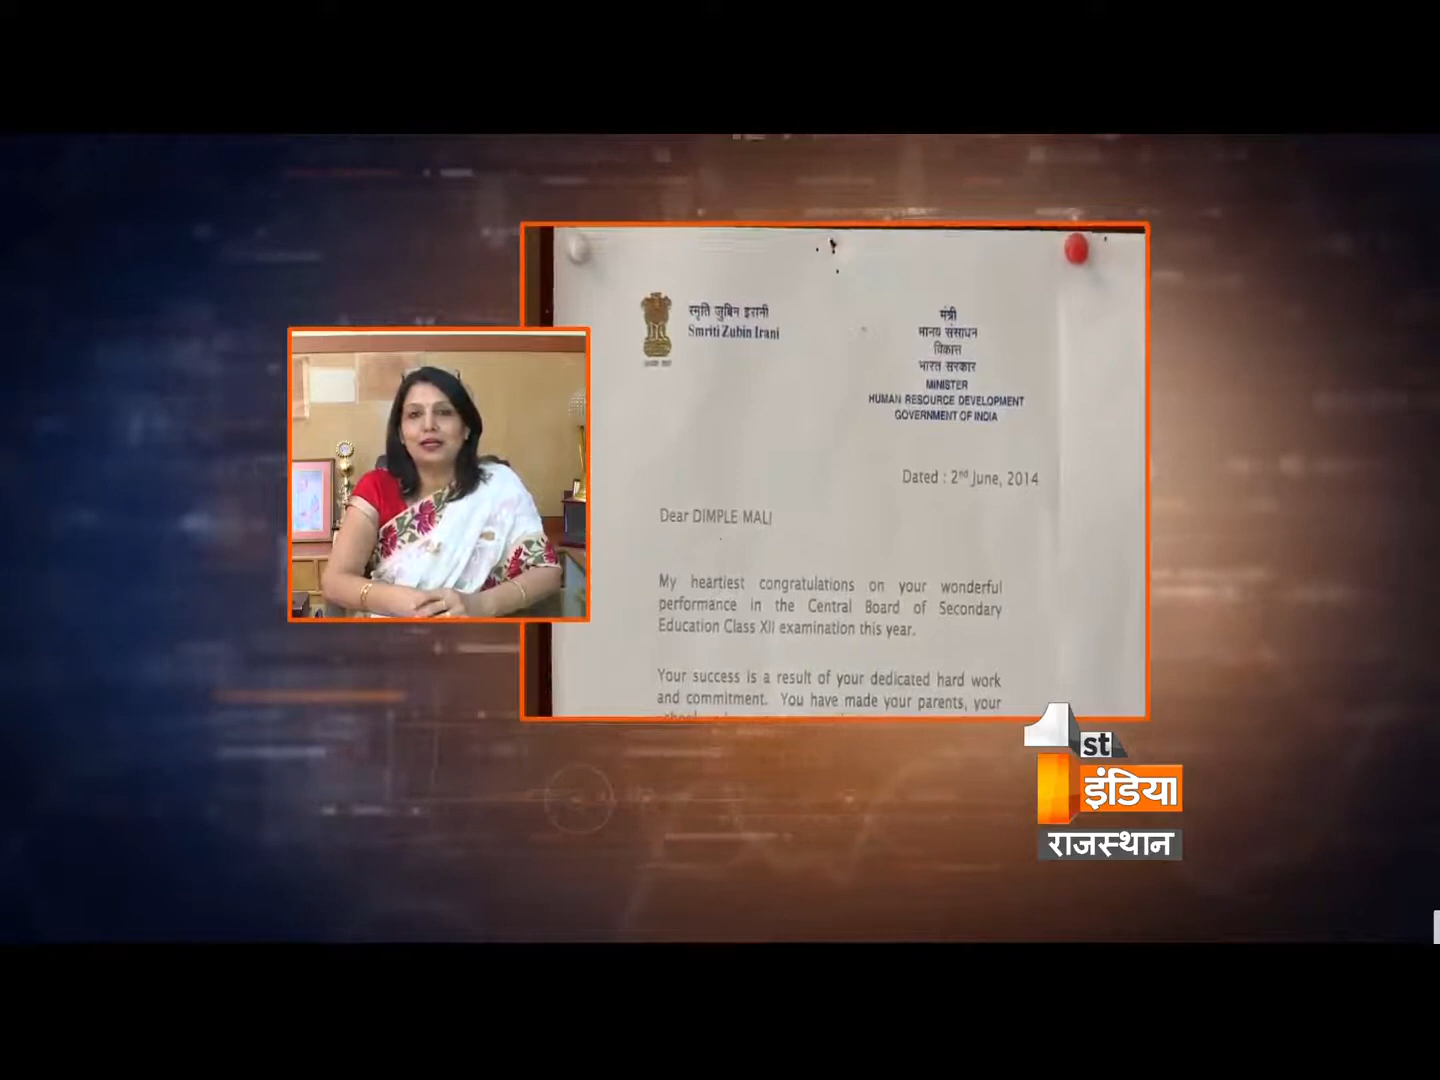 स्मृति जुबिन इरानी
Smriti Zubin Irani
मंत्री
मानव संसाधन
विकास
भारत सरकार
MINISTER
HUMAN RESOURCE DEVELOPMENT
GOVERNMENT OF INDIA
Dated : 2nd June, 2014
Dear DIMPLE MALI
My heartiest congratulations on your wonderful
performance in the Central Board of Secondary
Education Class XII examination this year.
Your success is a result of your dedicated hard work
and commitment. You have made your parents, your
1st
इंडिया
राजस्थान